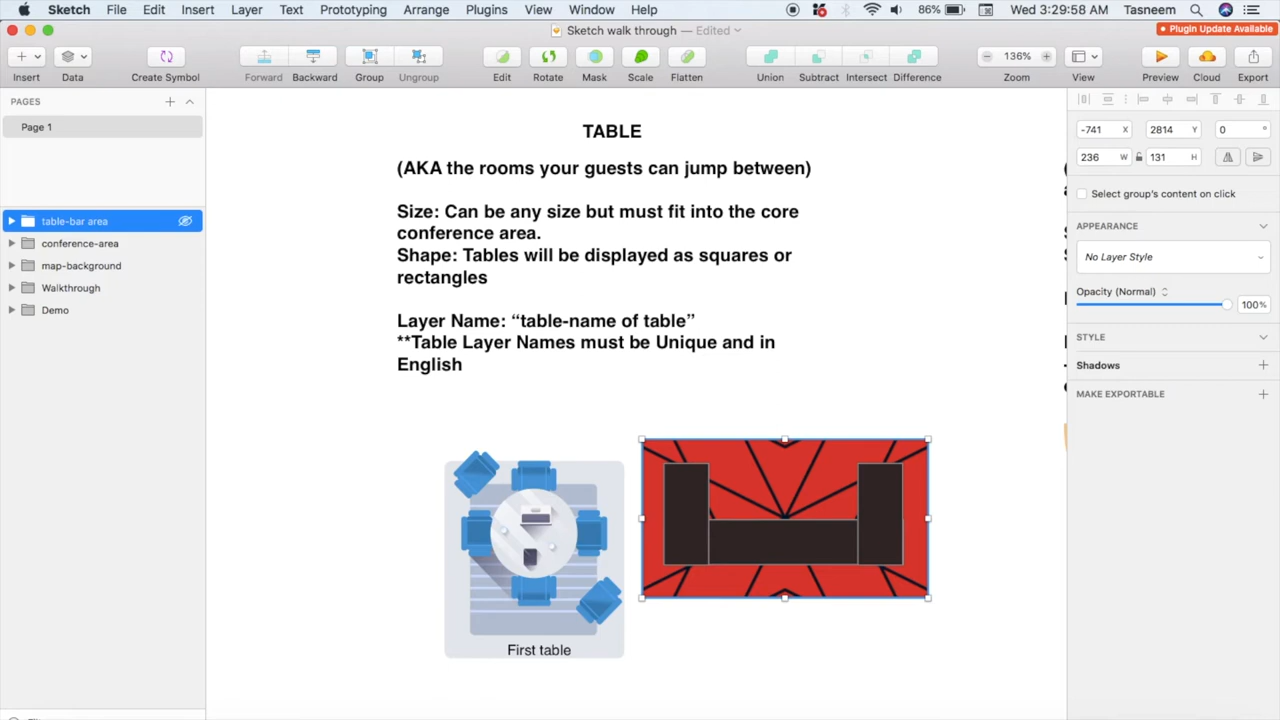 Sketch File Edit Insert Layer Text Prototyping Arrange Plugins View Window Help 86% Wed 3:29:58 AM Tasneem
Sketch walk through — Edited
Plugin Update Available
Insert Data Create Symbol Forward Backward Group Ungroup Edit Rotate Mask Scale Flatten Union Subtract Intersect Difference 136% Zoom View Preview Cloud Export
PAGES
Page 1
table-bar area
conference-area
map-background
Walkthrough
Demo
TABLE
(AKA the rooms your guests can jump between)
Size: Can be any size but must fit into the core
conference area.
Shape: Tables will be displayed as squares or
rectangles
Layer Name: “table-name of table”
**Table Layer Names must be Unique and in
English
First table
-741 X 2814 Y 0 °
236 W 131 H
Select group's content on click
APPEARANCE
No Layer Style
Opacity (Normal)
100%
STYLE
Shadows
MAKE EXPORTABLE